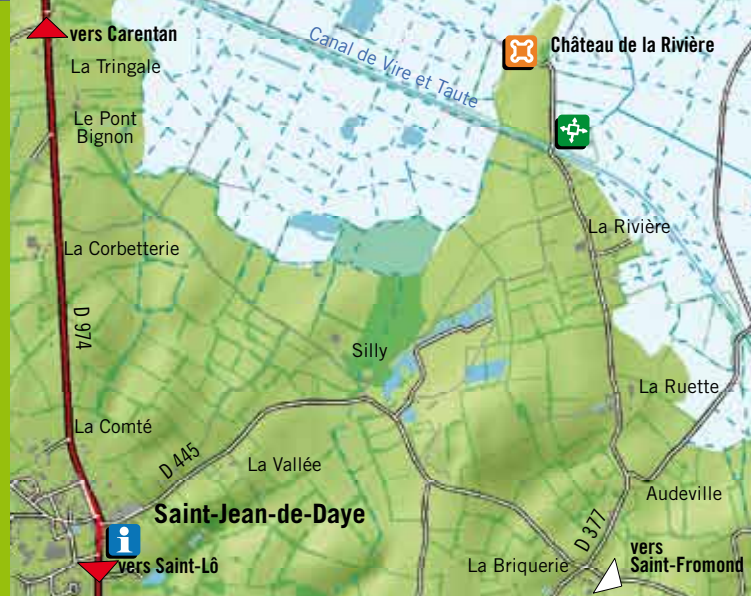 vers Carentan
Canal de Vire et Taute
Château de la Rivière
La Tringale
Le Pont
Bignon
La Rivière
La Corbetterie
D 974
Silly
La Ruette
La Comté
D 445
La Vallée
Audeville
Saint-Jean-de-Daye
D 377
i
vers Saint-Lô
La Briquerie
vers
Saint-Fromond